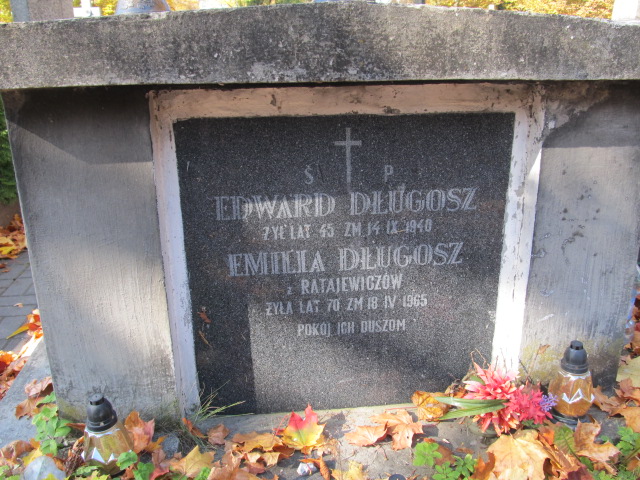 Ś P
EDWARD DŁUGOSZ
ŻYŁ LAT 45 ZM 14 IX 1940
EMILIA DŁUGOSZ
z RATAJEWICZÓW
ŻYŁA LAT 70 ZM 18 IV 1965
POKÓJ ICH DUSZOM